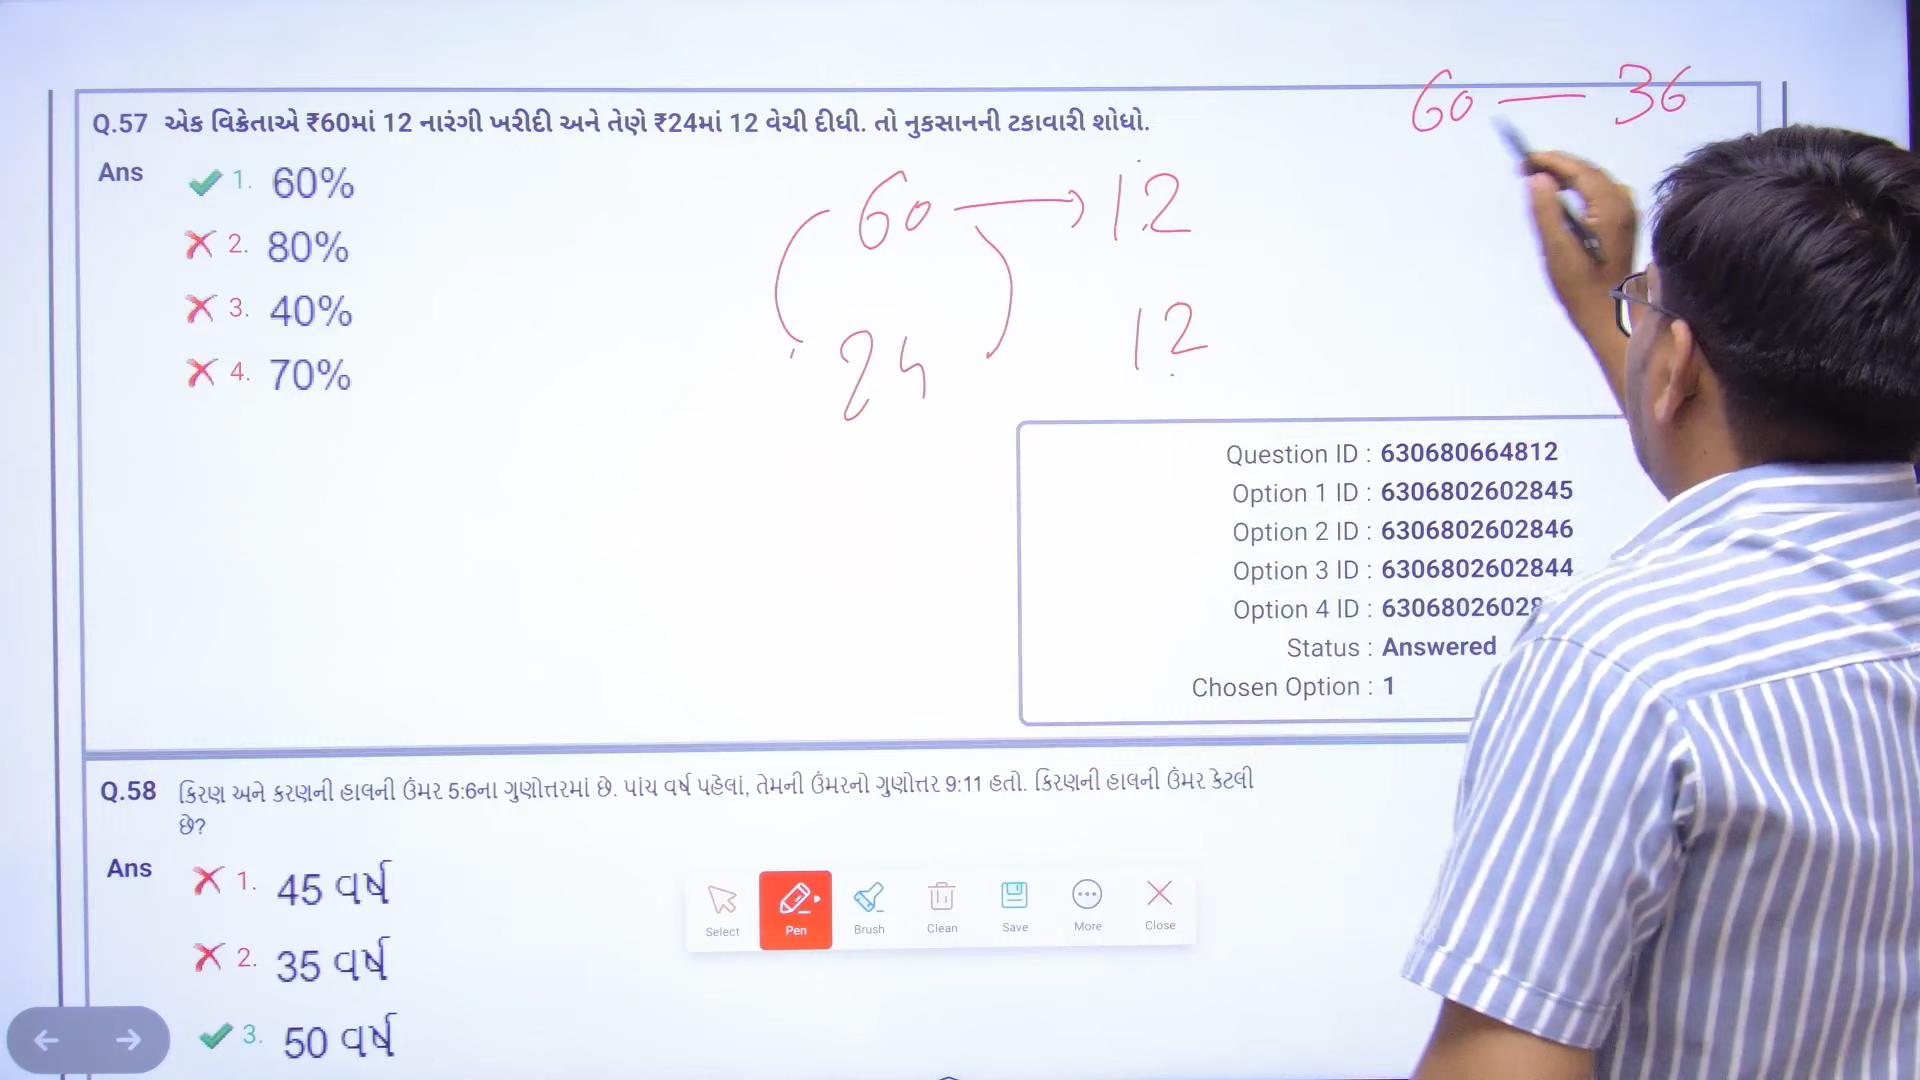 60 — 36
Q.57 એક વિક્રેતાએ ₹60માં 12 નારંગી ખરીદી અને તેણે ₹24માં 12 વેચી દીધી. તો નુકસાનની ટકાવારી શોધો.
Ans
1. 60%
2. 80%
3. 40%
4. 70%
60 → 12
24 12
Question ID : 630680664812
Option 1 ID : 6306802602845
Option 2 ID : 6306802602846
Option 3 ID : 6306802602844
Option 4 ID : 63068026028
Status : Answered
Chosen Option : 1
Q.58 કિરણ અને કરણની હાલની ઉંમર 5:6ના ગુણોત્તરમાં છે. પાંચ વર્ષ પહેલાં, તેમની ઉંમરનો ગુણોત્તર 9:11 હતો. કિરણની હાલની ઉંમર કેટલી
છે?
Ans
1. 45 વર્ષ
2. 35 વર્ષ
3. 50 વર્ષ
Select Pen Brush Clean Save More Close